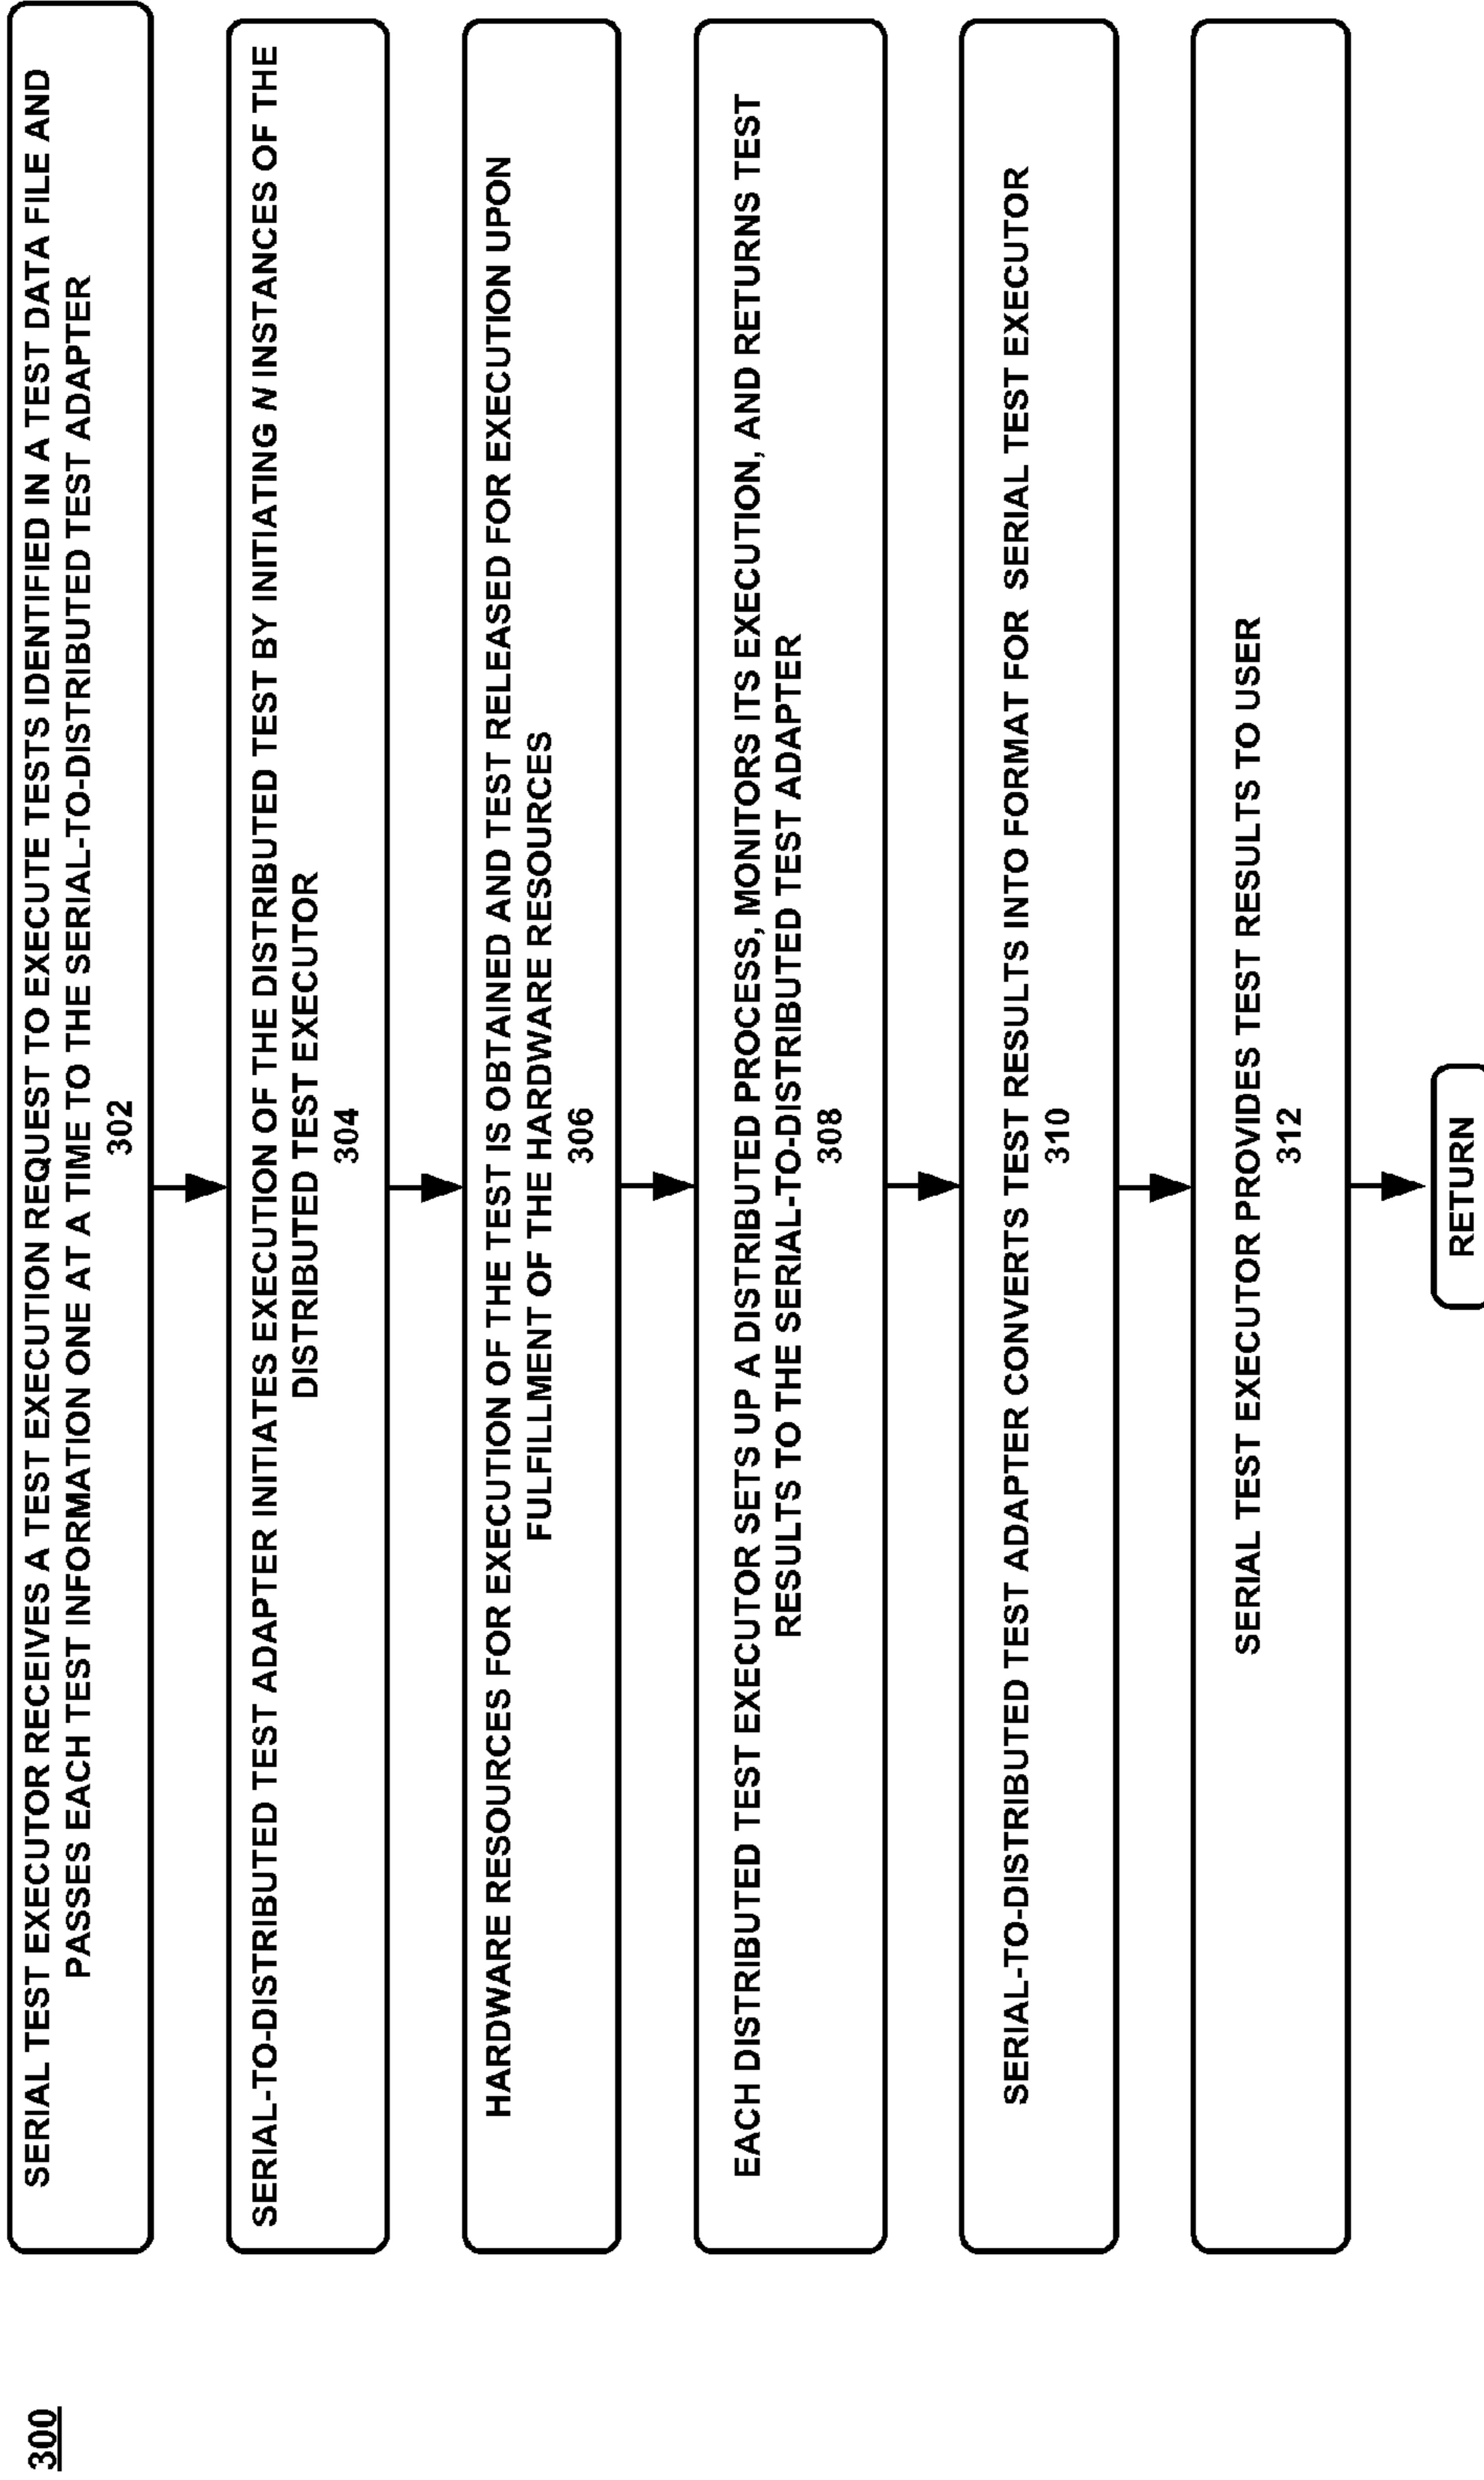 300
SERIAL TEST EXECUTOR RECEIVES A TEST EXECUTION REQUEST TO EXECUTE TESTS IDENTIFIED IN A TEST DATA FILE AND
PASSES EACH TEST INFORMATION ONE AT A TIME TO THE SERIAL-TO-DISTRIBUTED TEST ADAPTER
302
SERIAL-TO-DISTRIBUTED TEST ADAPTER INITIATES EXECUTION OF THE DISTRIBUTED TEST BY INITIATING N INSTANCES OF THE
DISTRIBUTED TEST EXECUTOR
304
HARDWARE RESOURCES FOR EXECUTION OF THE TEST IS OBTAINED AND TEST RELEASED FOR EXECUTION UPON
FULFILLMENT OF THE HARDWARE RESOURCES
306
EACH DISTRIBUTED TEST EXECUTOR SETS UP A DISTRIBUTED PROCESS, MONITORS ITS EXECUTION, AND RETURNS TEST
RESULTS TO THE SERIAL-TO-DISTRIBUTED TEST ADAPTER
308
SERIAL-TO-DISTRIBUTED TEST ADAPTER CONVERTS TEST RESULTS INTO FORMAT FOR SERIAL TEST EXECUTOR
310
SERIAL TEST EXECUTOR PROVIDES TEST RESULTS TO USER
312
RETURN